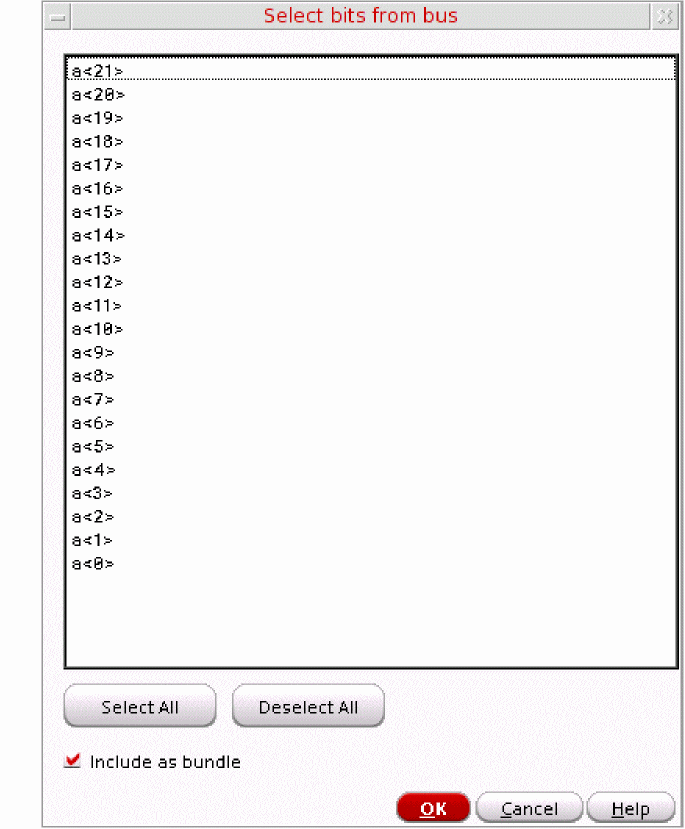 Select bits from bus
a<21>
a<20>
a<19>
a<18>
a<17>
a<16>
a<15>
a<14>
a<13>
a<12>
a<11>
a<10>
a<9>
a<8>
a<7>
a<6>
a<5>
a<4>
a<3>
a<2>
a<1>
a<0>
Select All Deselect All
Include as bundle
OK Cancel Help